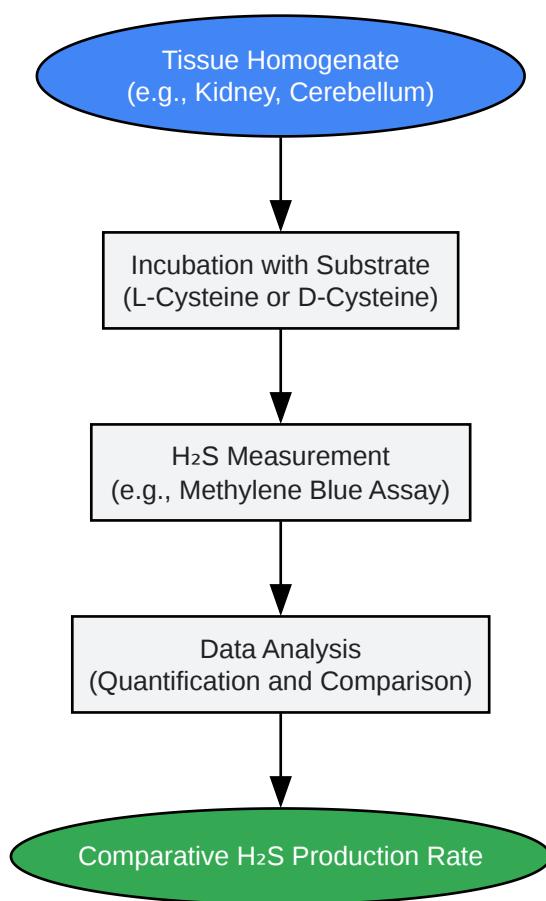 Tissue Homogenate
(e.g., Kidney, Cerebellum)
Incubation with Substrate
(L-Cysteine or D-Cysteine)
H₂S Measurement
(e.g., Methylene Blue Assay)
Data Analysis
(Quantification and Comparison)
Comparative H₂S Production Rate